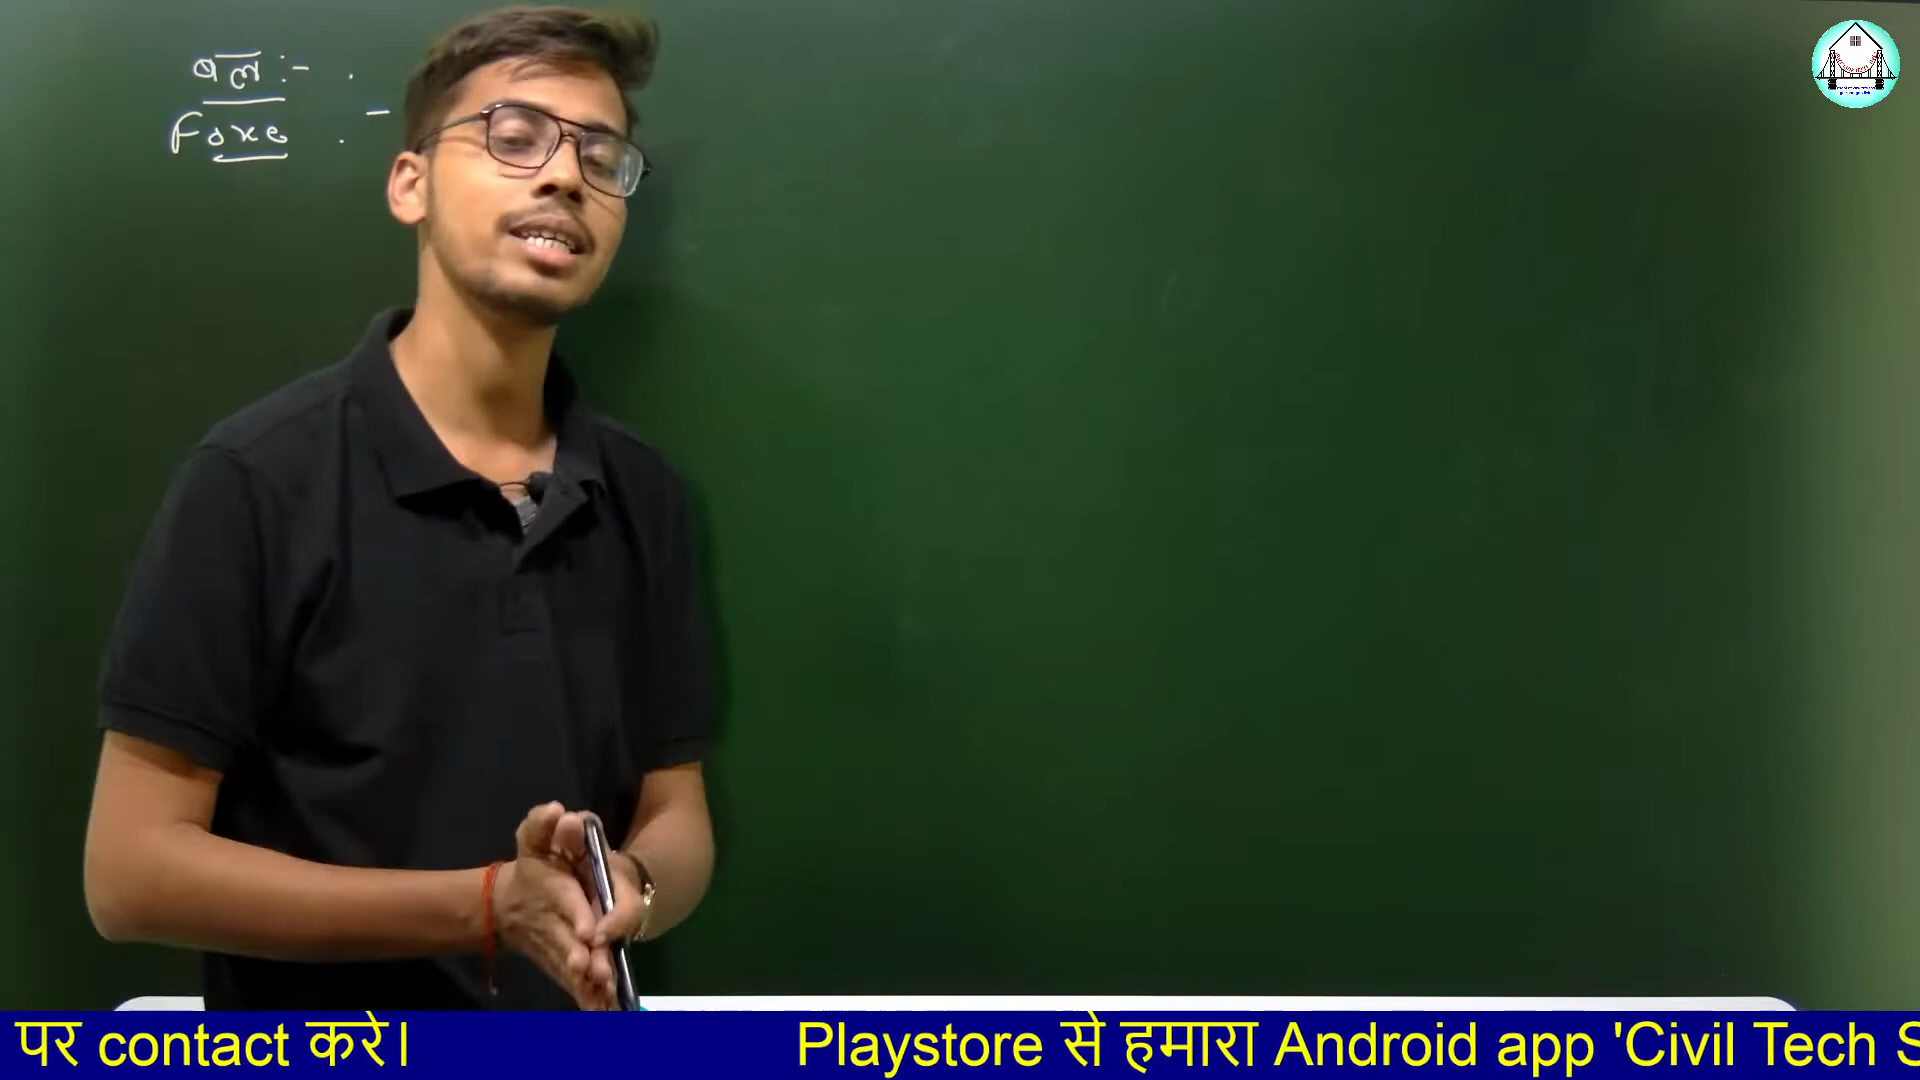 बल :-
Force :-
पर contact करे। Playstore से हमारा Android app 'Civil Tech S